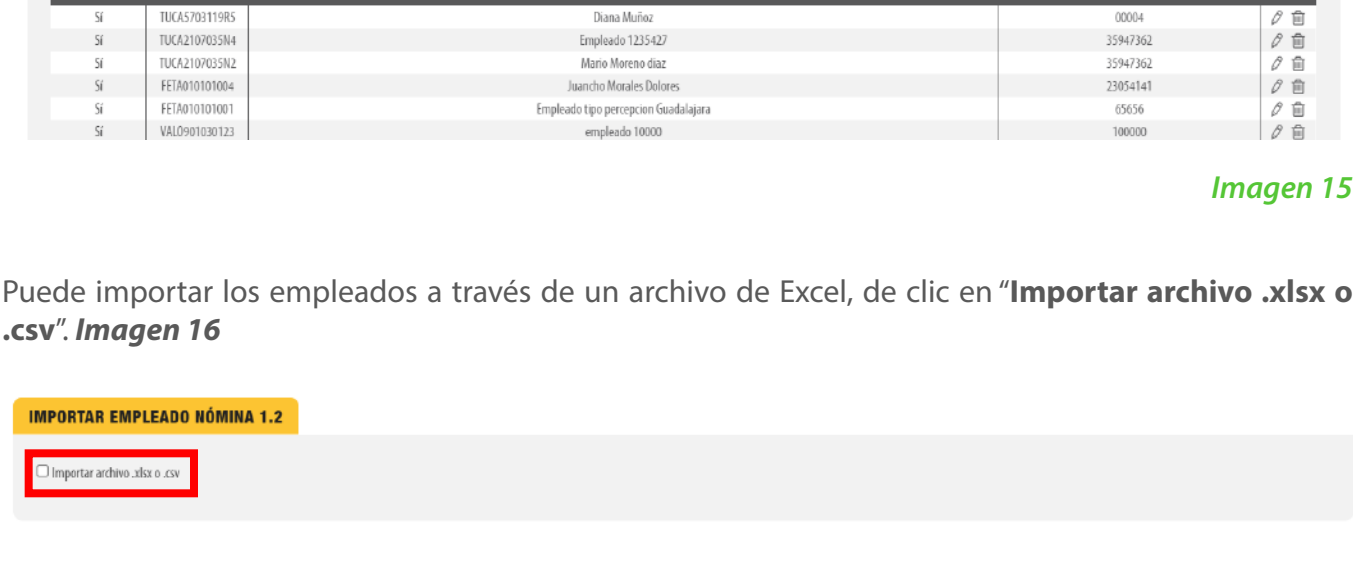 Sí TUCA5703119R5 Diana Muñoz 00004
Sí TUCA2107035N4 Empleado 1235427 35947362
Sí TUCA2107035N2 Mario Moreno diaz 35947362
Sí FETA010101004 Juancho Morales Dolores 23054141
Sí FETA010101001 Empleado tipo percepcion Guadalajara 65656
Sí VALO901030123 empleado 10000 100000
Imagen 15
Puede importar los empleados a través de un archivo de Excel, de clic en “Importar archivo .xlsx o
.csv”. Imagen 16
IMPORTAR EMPLEADO NÓMINA 1.2
Importar archivo .xlsx o .csv